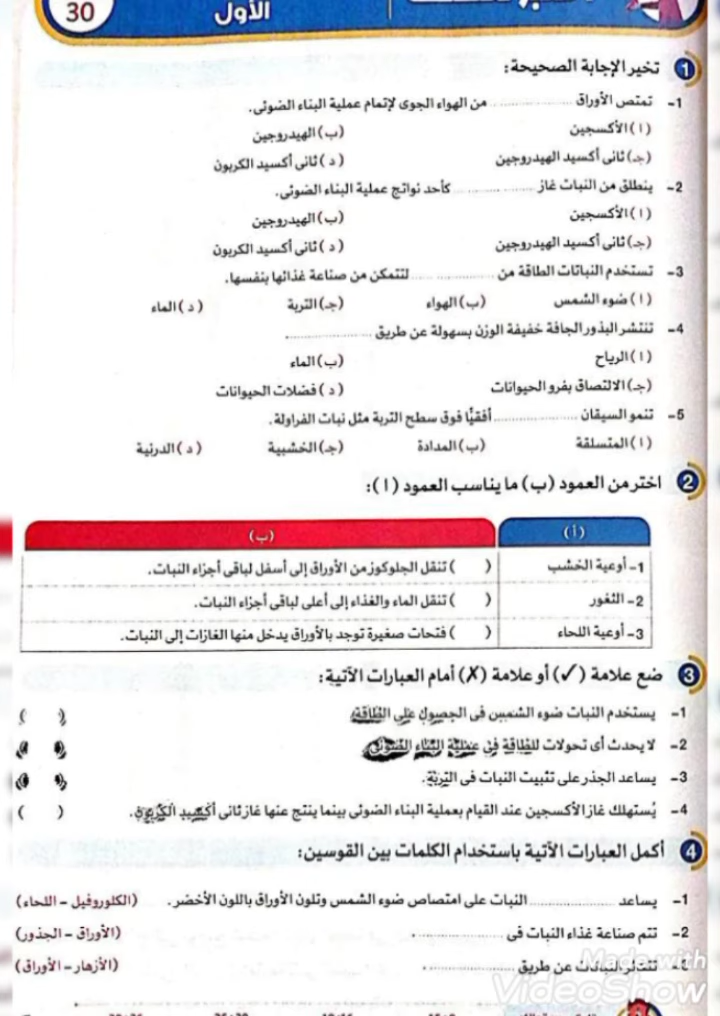 30
الأول
1 تخير الإجابة الصحيحة:
1- تمتص الأوراق .................... من الهواء الجوى لإتمام عملية البناء الضوئى.
(أ) الأكسجين (ب) الهيدروجين
(جـ) ثانى أكسيد الهيدروجين (د) ثانى أكسيد الكربون
2- ينطلق من النبات غاز .................... كأحد نواتج عملية البناء الضوئى.
(أ) الأكسجين (ب) الهيدروجين
(جـ) ثانى أكسيد الهيدروجين (د) ثانى أكسيد الكربون
3- تستخدم النباتات الطاقة من .................... لتتمكن من صناعة غذائها بنفسها.
(أ) ضوء الشمس (ب) الهواء (جـ) التربة (د) الماء
4- تنتشر البذور الجافة خفيفة الوزن بسهولة عن طريق ....................
(أ) الرياح (ب) الماء
(جـ) الالتصاق بفرو الحيوانات (د) فضلات الحيوانات
5- تنمو السيقان .................... أفقيًا فوق سطح التربة مثل نبات الفراولة.
(أ) المتسلقة (ب) المدادة (جـ) الخشبية (د) الدرنية
2 اختر من العمود (ب) ما يناسب العمود (أ):
(أ) (ب)
1- أوعية الخشب ( ) تنقل الجلوكوز من الأوراق إلى أسفل لباقى أجزاء النبات.
2- الثغور ( ) تنقل الماء والغذاء إلى أعلى لباقى أجزاء النبات.
3- أوعية اللحاء ( ) فتحات صغيرة توجد بالأوراق يدخل منها الغازات إلى النبات.
3 ضع علامة (✓) أو علامة (✗) أمام العبارات الآتية:
1- يستخدم النبات ضوء الشمس فى الحصول على الطاقة. ( )
2- لا يحدث أى تحولات للطاقة فى عملية البناء الضوئى. ( )
3- يساعد الجذر على تثبيت النبات فى التربة. ( )
4- يُستهلك غاز الأكسجين عند القيام بعملية البناء الضوئى بينما ينتج عنها غاز ثانى أكسيد الكربون. ( )
4 أكمل العبارات الآتية باستخدام الكلمات بين القوسين:
1- يساعد .................... النبات على امتصاص ضوء الشمس وتلون الأوراق باللون الأخضر. (الكلوروفيل - اللحاء)
2- تتم صناعة غذاء النبات فى .................... (الأوراق - الجذور)
3- تتكاثر النباتات عن طريق .................... (الأزهار - الأوراق)
Made with
VideoShow